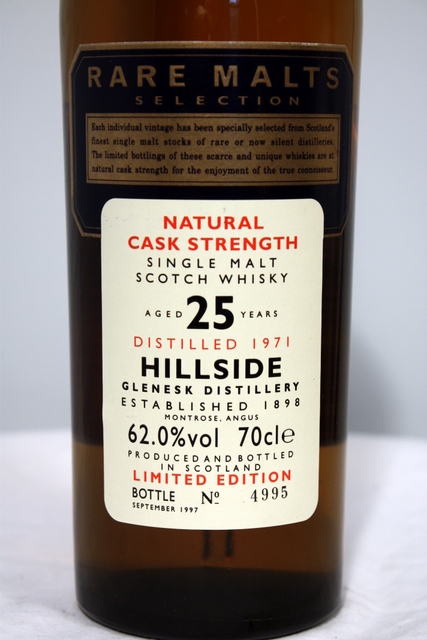 RARE MALTS
SELECTION
Each individual vintage has been specially selected from Scotland's
finest single malt stocks of rare or now silent distilleries.
The limited bottlings of these scarce and unique whiskies are at
natural cask strength for the enjoyment of the true connoisseur.
NATURAL
CASK STRENGTH
SINGLE MALT
SCOTCH WHISKY
AGED 25 YEARS
DISTILLED 1971
HILLSIDE
GLENESK DISTILLERY
ESTABLISHED 1898
MONTROSE, ANGUS
62.0%vol 70cl℮
PRODUCED AND BOTTLED
IN SCOTLAND
LIMITED EDITION
BOTTLE Nº 4995
SEPTEMBER 1997